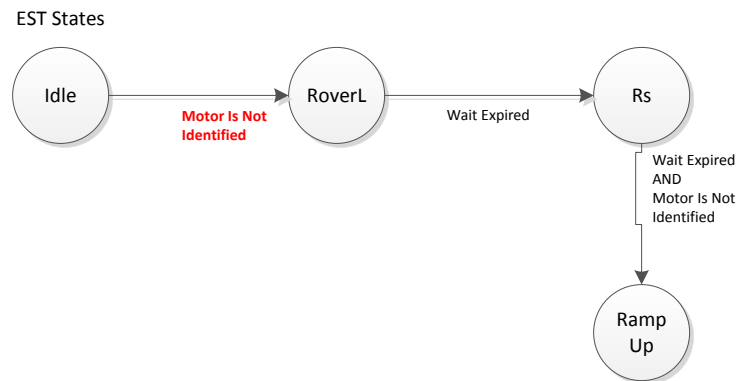 EST States
Idle
RoverL
Rs
Motor Is Not
Identified
Wait Expired
Wait Expired
AND
Motor Is Not
Identified
Ramp
Up